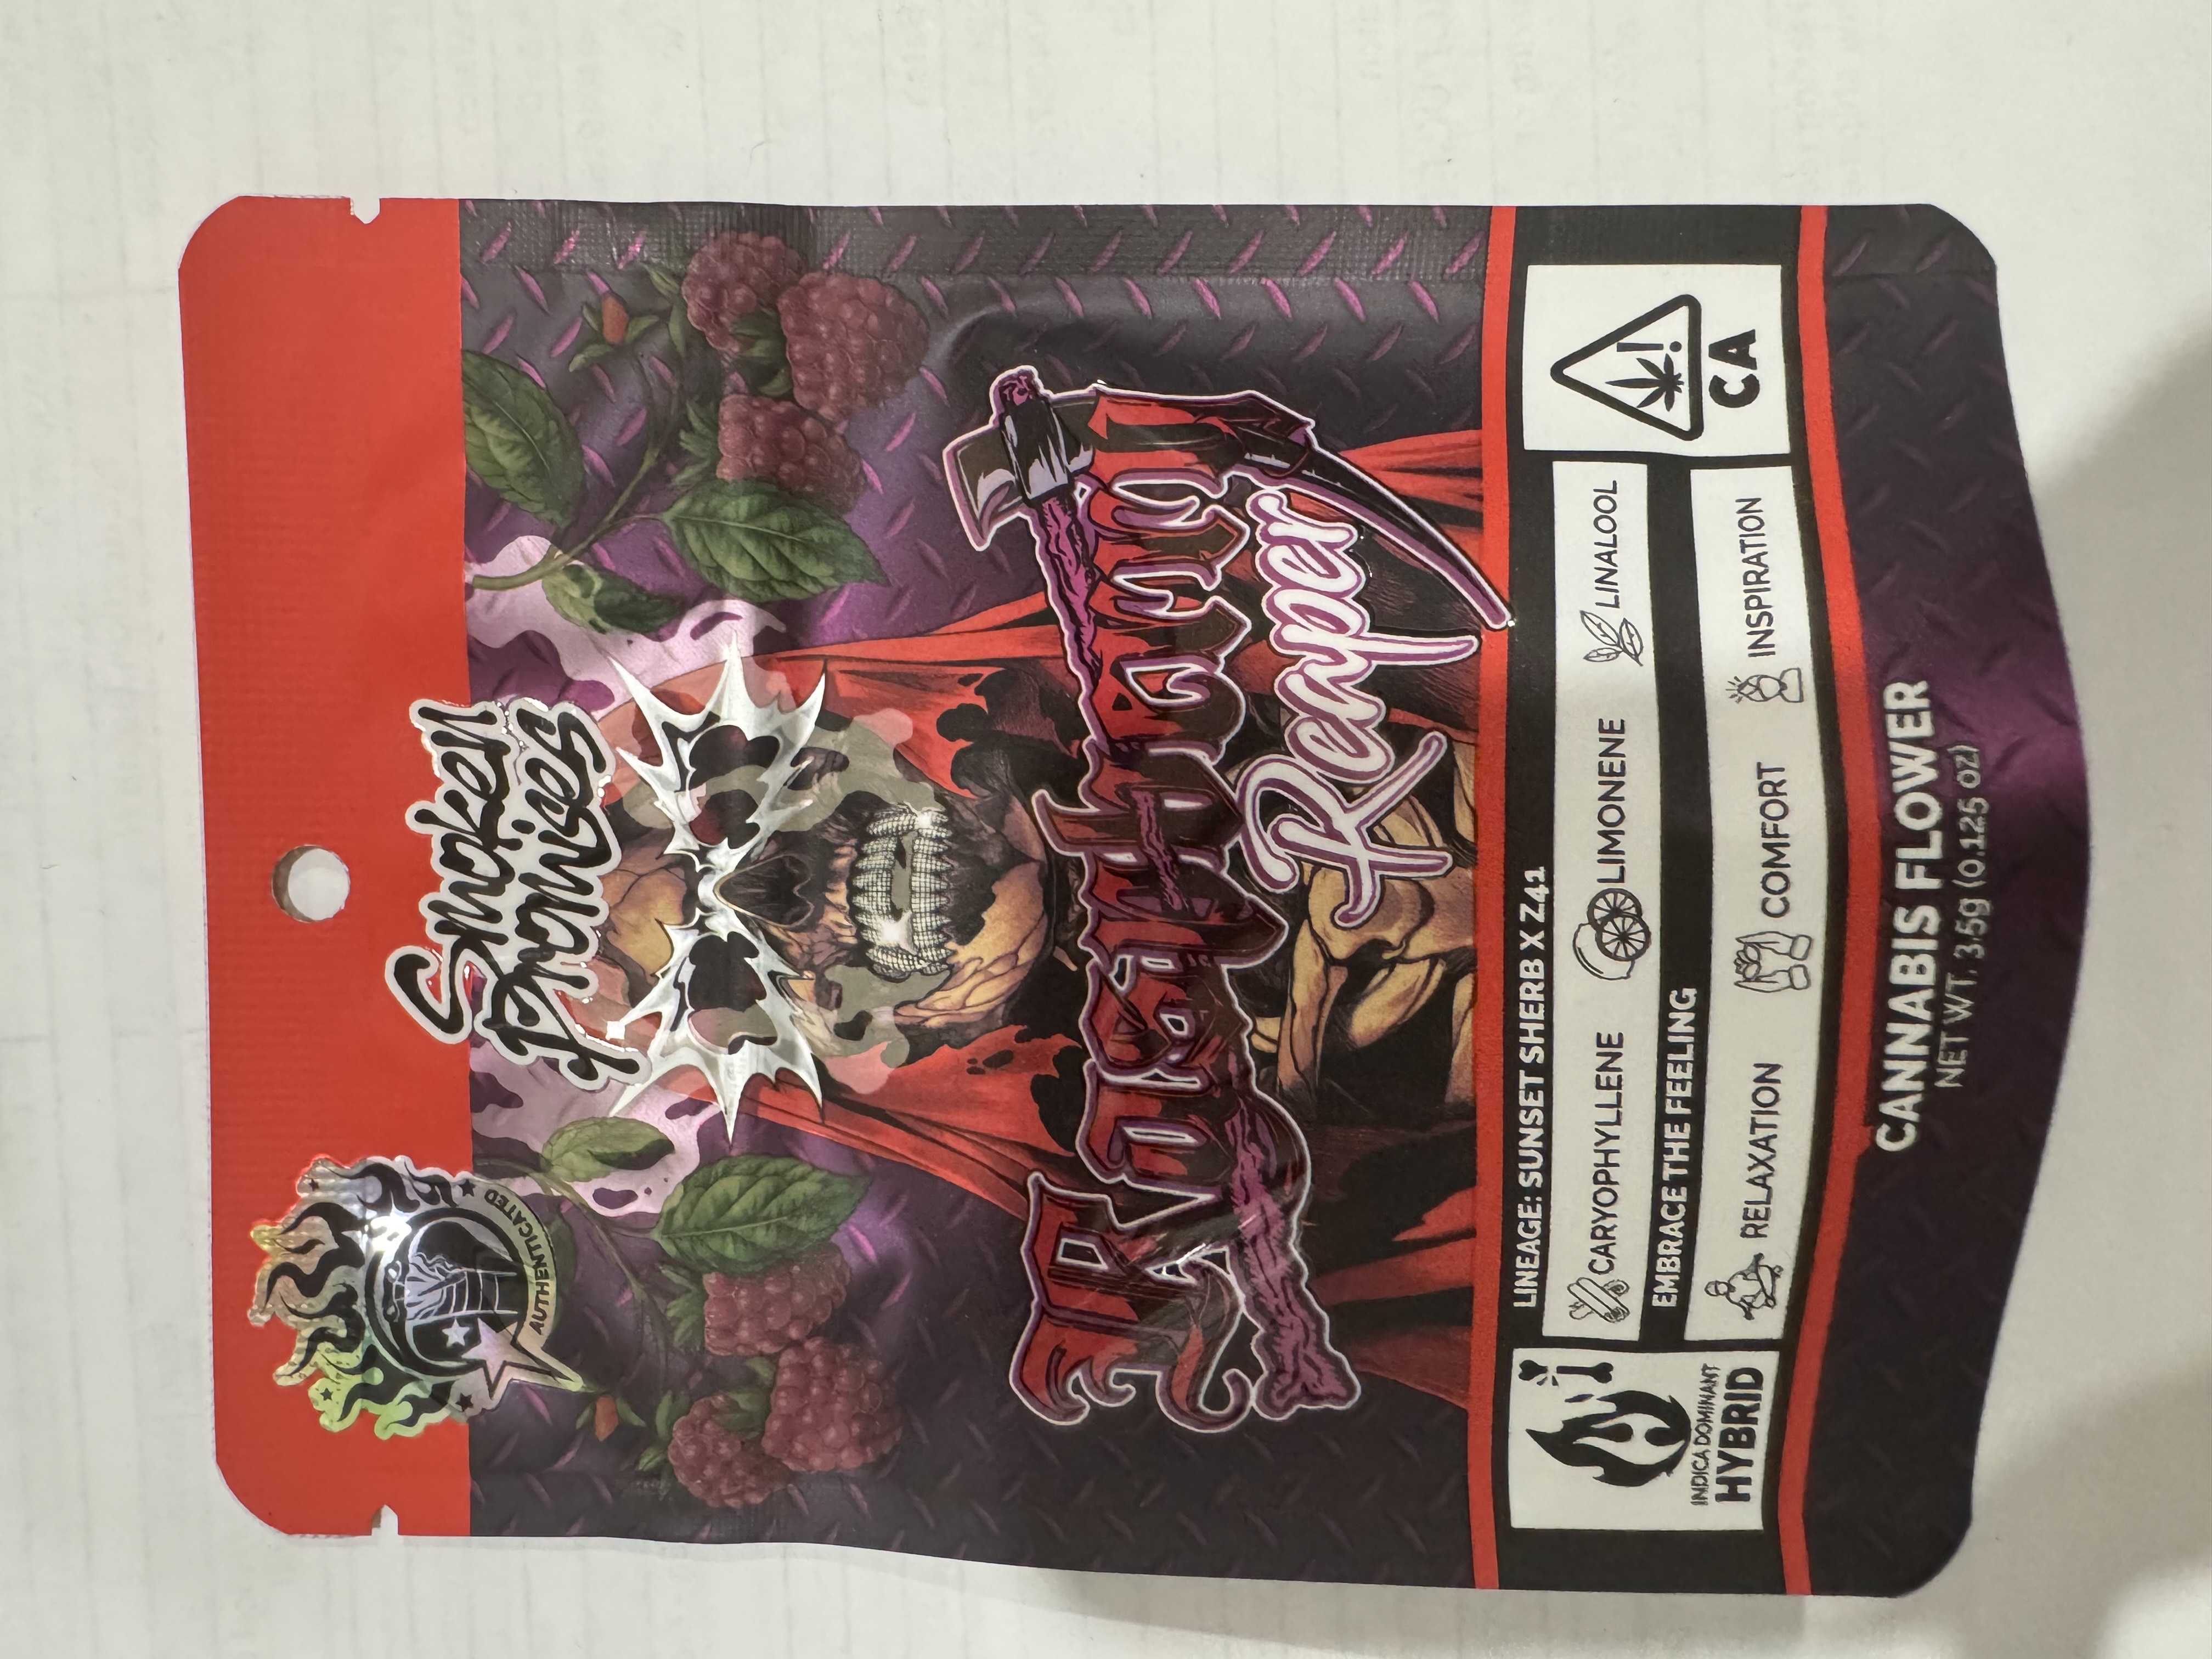 Smoken
Promises
AUTHENTICATED
Raspberry
Reaper
LINEAGE: SUNSET SHERB X Z41
CARYOPHYLLENE LIMONENE LINALOOL
EMBRACE THE FEELING
RELAXATION COMFORT INSPIRATION
INDICA DOMINANT
HYBRID
CA
CANNABIS FLOWER
NET WT. 3.5g (0.125 OZ)